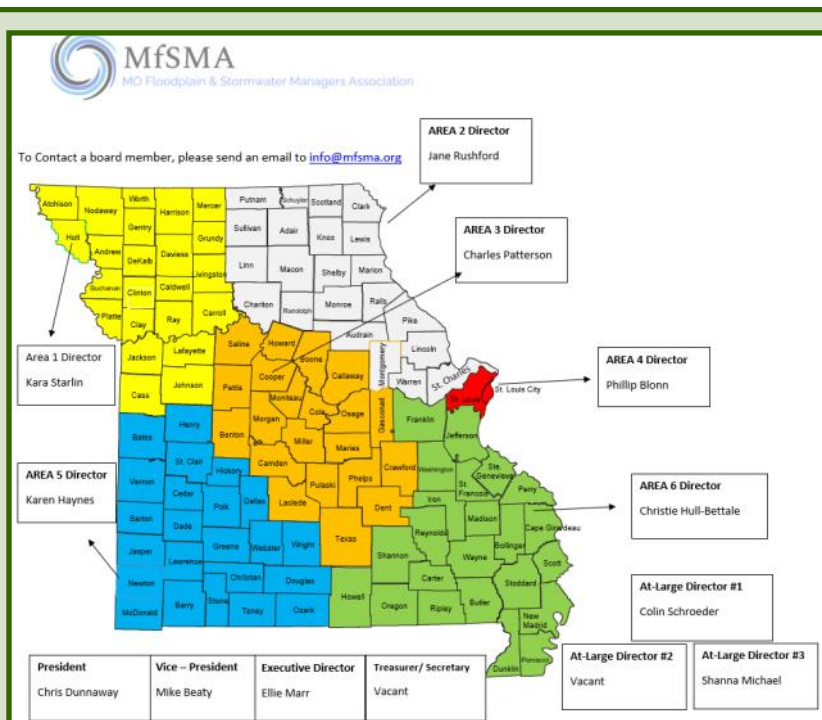 MfSMA
MO Floodplain & Stormwater Managers Association
To Contact a board member, please send an email to info@mfsma.org
AREA 2 Director
Jane Rushford
AREA 3 Director
Charles Patterson
Area 1 Director
Kara Starlin
AREA 4 Director
Phillip Blonn
AREA 5 Director
Karen Haynes
AREA 6 Director
Christie Hull-Bettale
At-Large Director #1
Colin Schroeder
At-Large Director #2
Vacant
At-Large Director #3
Shanna Michael
President
Chris Dunnaway
Vice – President
Mike Beaty
Executive Director
Ellie Marr
Treasurer/ Secretary
Vacant
Atchison
Nodaway
Worth
Harrison
Mercer
Putnam
Schuyler
Scotland
Clark
Holt
Gentry
Grundy
Sullivan
Adair
Knox
Lewis
Andrew
DeKalb
Daviess
Livingston
Linn
Macon
Shelby
Marion
Buchanan
Clinton
Caldwell
Platte
Clay
Ray
Carroll
Chariton
Randolph
Monroe
Ralls
Pike
Audrain
Lincoln
Montgomery
Warren
St. Charles
St. Louis
St. Louis City
Jackson
Lafayette
Cass
Johnson
Saline
Howard
Boone
Callaway
Cooper
Pettis
Moniteau
Cole
Osage
Gasconad
e
Morgan
Miller
Maries
Benton
Camden
Pulaski
Phelps
Crawford
Laclede
Dent
Texas
Bates
Henry
St. Clair
Hickory
Vernon
Cedar
Polk
Dallas
Barton
Dade
Jasper
Lawrence
Greene
Webster
Wright
Newton
Christian
Douglas
McDonald
Barry
Stone
Taney
Ozark
Franklin
Jefferson
Washington
Ste.
Genevieve
St.
Francois
Perry
Iron
Madison
Cape Girardeau
Reynolds
Bollinger
Shannon
Wayne
Scott
Carter
Stoddard
Howell
Oregon
Ripley
Butler
New
Madrid
Dunklin
Pemiscot